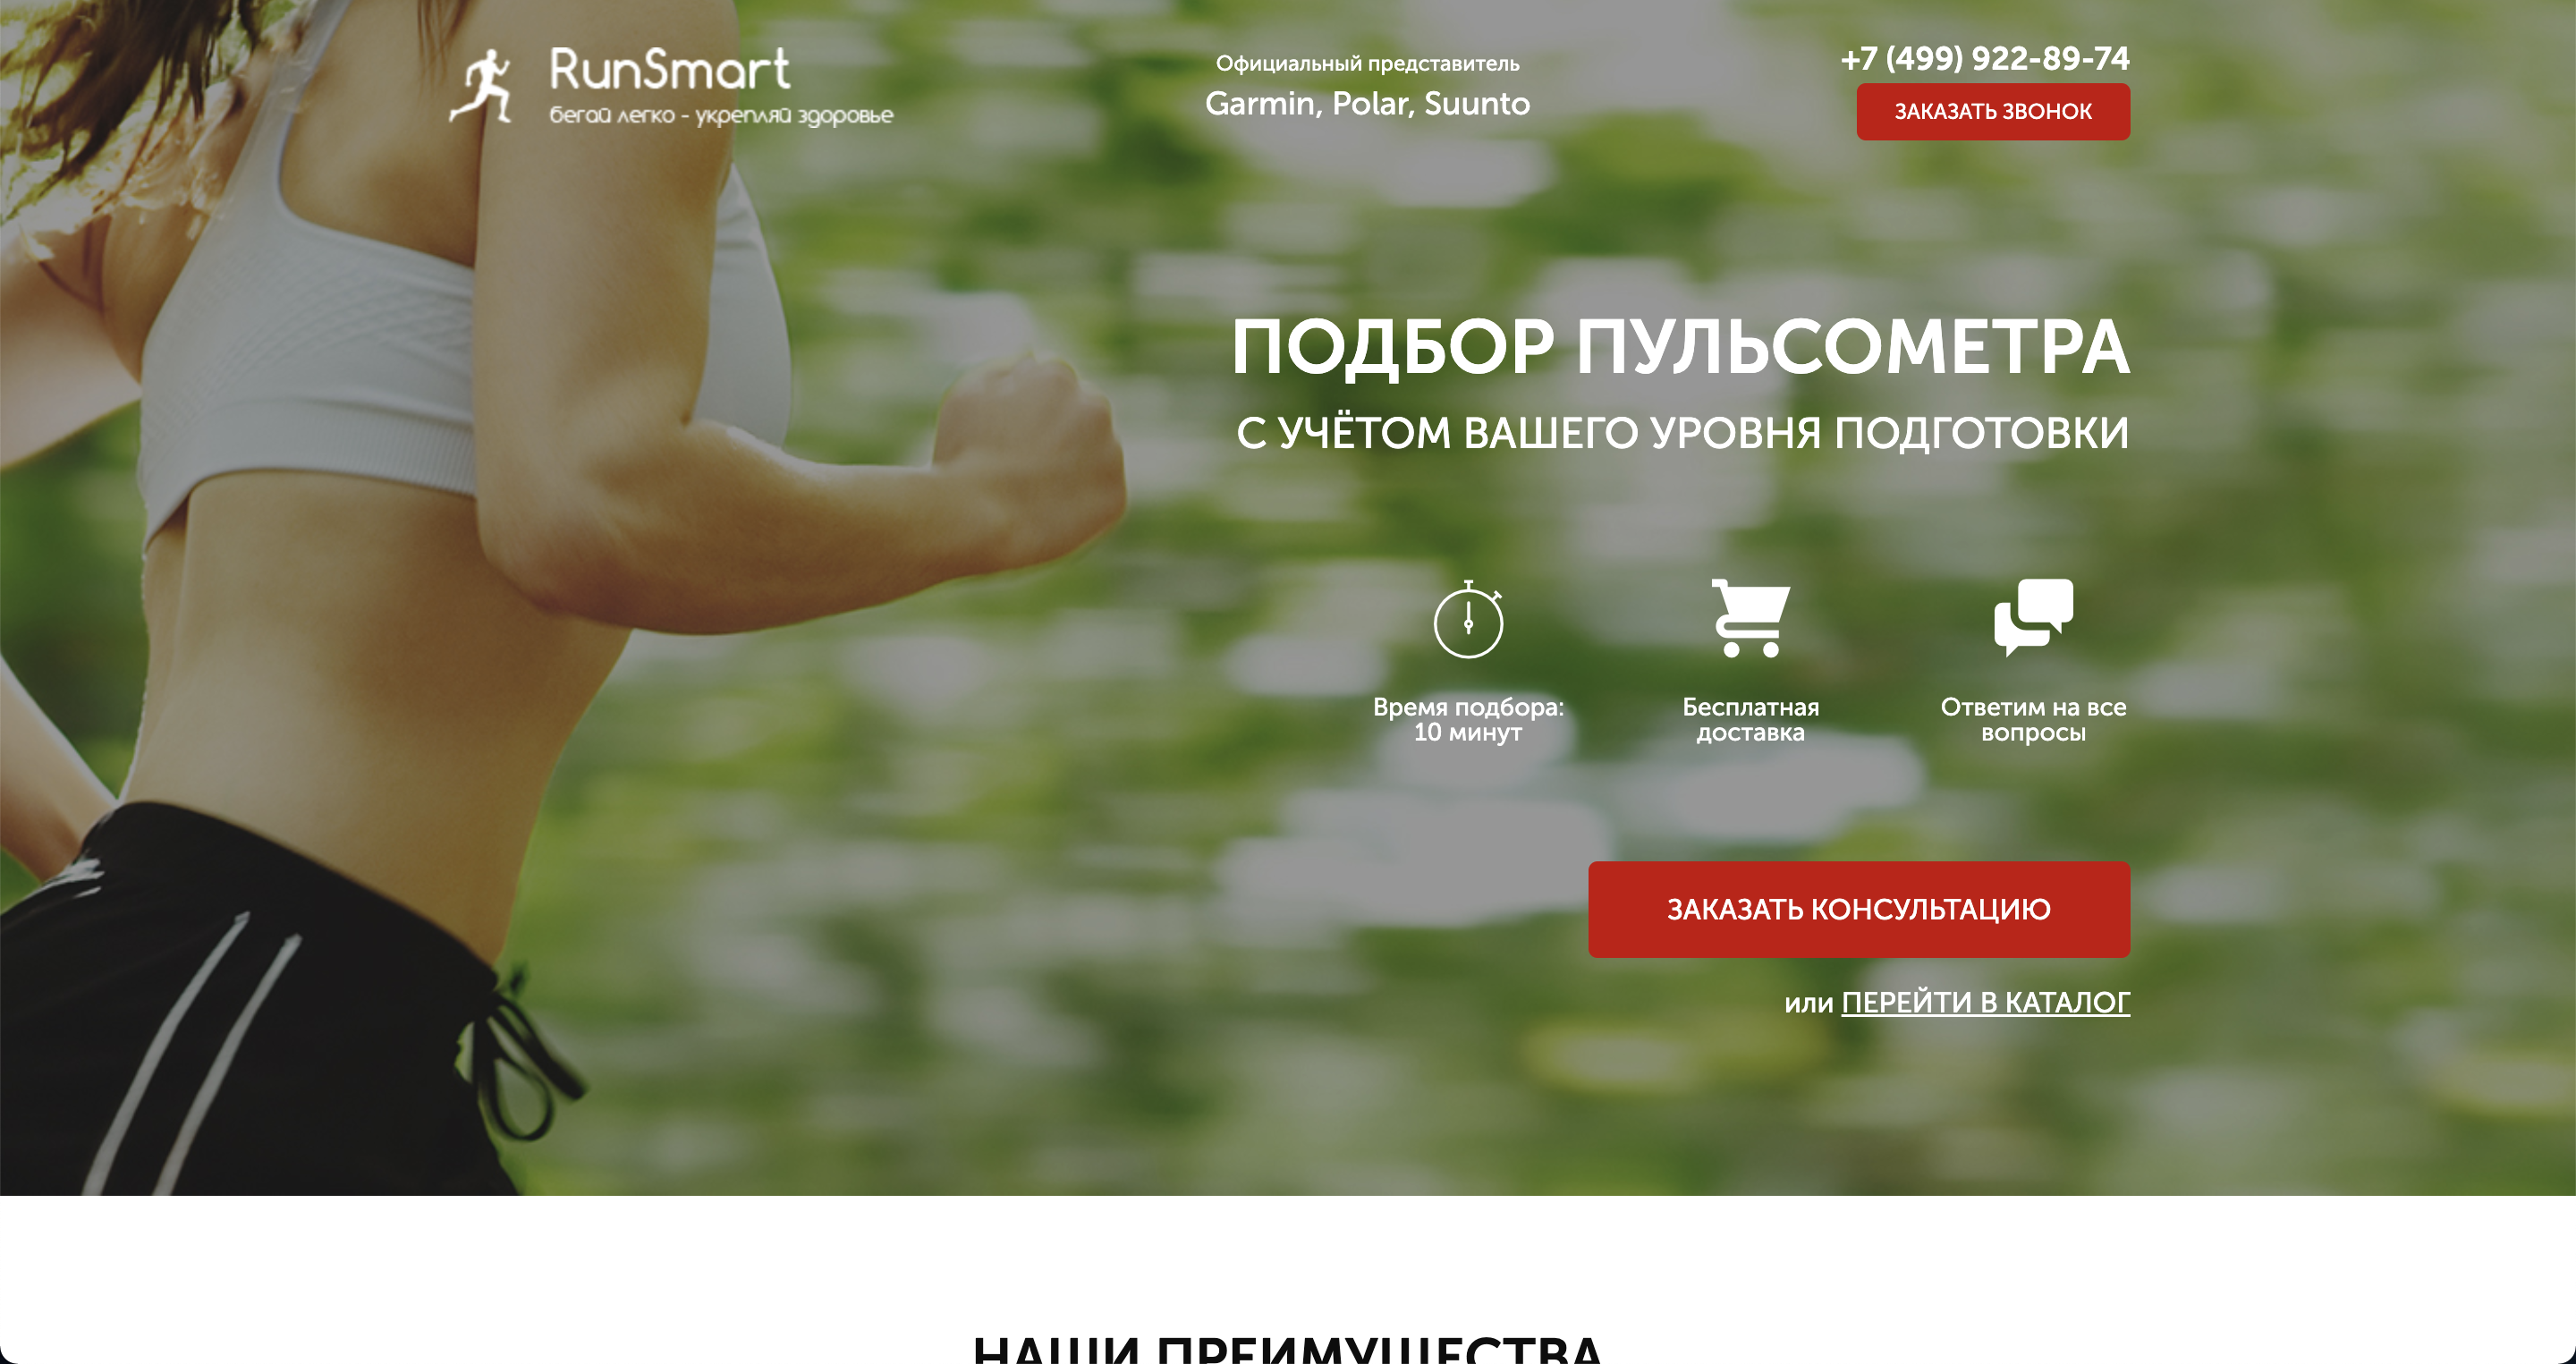 RunSmart
бегай легко - укрепляй здоровье
Официальный представитель
Garmin, Polar, Suunto
+7 (499) 922-89-74
ЗАКАЗАТЬ ЗВОНОК
ПОДБОР ПУЛЬСОМЕТРА
С УЧЁТОМ ВАШЕГО УРОВНЯ ПОДГОТОВКИ
Время подбора:
10 минут
Бесплатная
доставка
Ответим на все
вопросы
ЗАКАЗАТЬ КОНСУЛЬТАЦИЮ
или ПЕРЕЙТИ В КАТАЛОГ
НАШИ ПРЕИМУЩЕСТВА